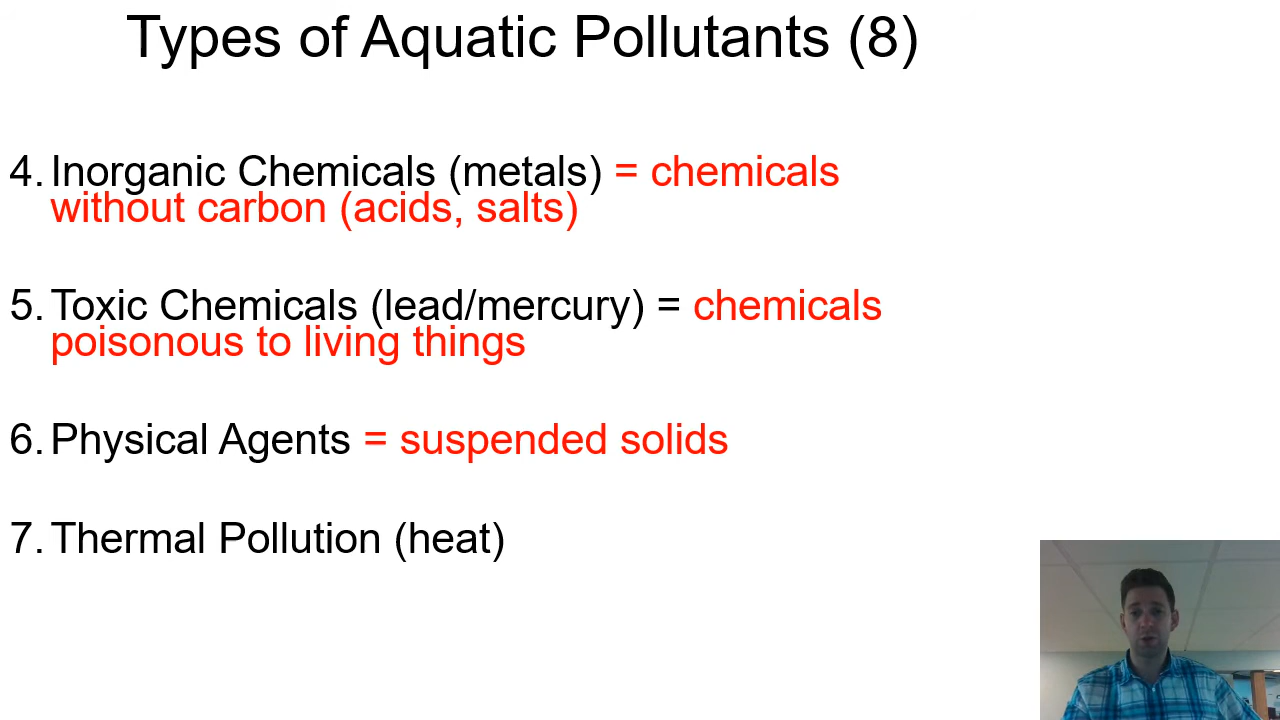 Types of Aquatic Pollutants (8)
4. Inorganic Chemicals (metals) = chemicals
without carbon (acids, salts)
5. Toxic Chemicals (lead/mercury) = chemicals
poisonous to living things
6. Physical Agents = suspended solids
7. Thermal Pollution (heat)